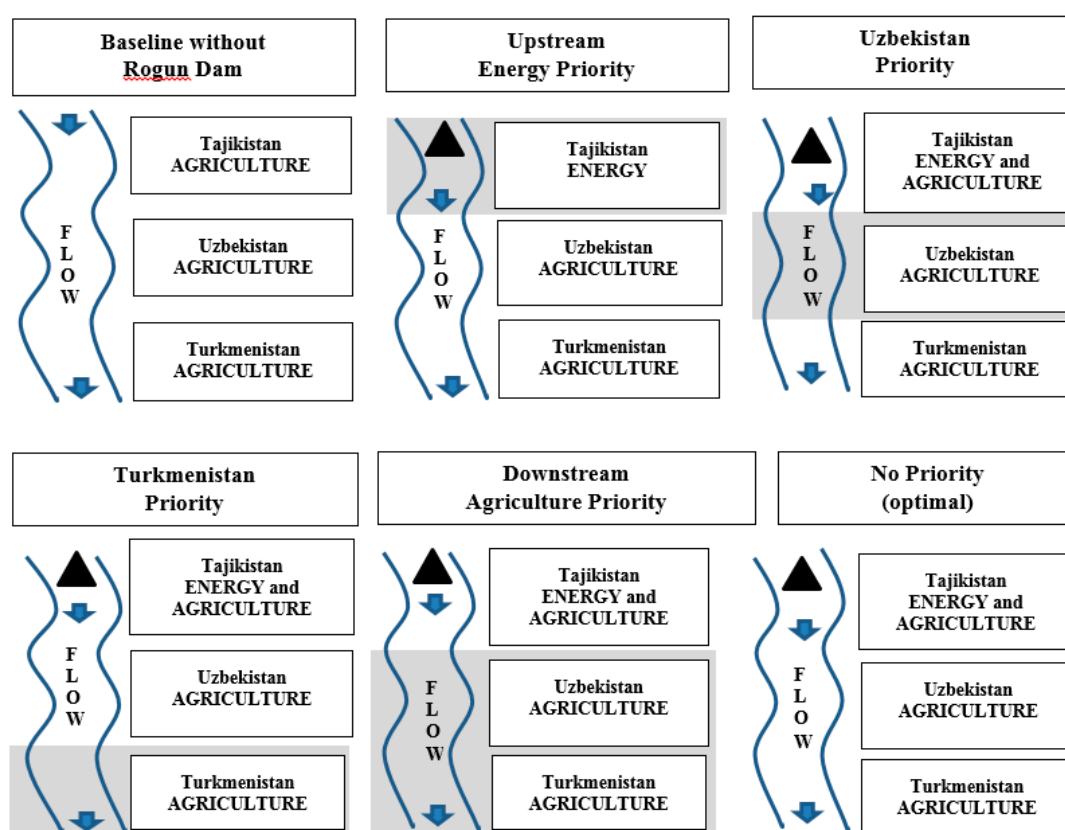 Baseline without
Rogun Dam
Tajikistan
AGRICULTURE
F
L
O
W
Uzbekistan
AGRICULTURE
Turkmenistan
AGRICULTURE
Upstream
Energy Priority
Tajikistan
ENERGY
F
L
O
W
Uzbekistan
AGRICULTURE
Turkmenistan
AGRICULTURE
Uzbekistan
Priority
Tajikistan
ENERGY and
AGRICULTURE
F
L
O
W
Uzbekistan
AGRICULTURE
Turkmenistan
AGRICULTURE
Turkmenistan
Priority
Tajikistan
ENERGY and
AGRICULTURE
F
L
O
W
Uzbekistan
AGRICULTURE
Turkmenistan
AGRICULTURE
Downstream
Agriculture Priority
Tajikistan
ENERGY and
AGRICULTURE
F
L
O
W
Uzbekistan
AGRICULTURE
Turkmenistan
AGRICULTURE
No Priority
(optimal)
Tajikistan
ENERGY and
AGRICULTURE
F
L
O
W
Uzbekistan
AGRICULTURE
Turkmenistan
AGRICULTURE